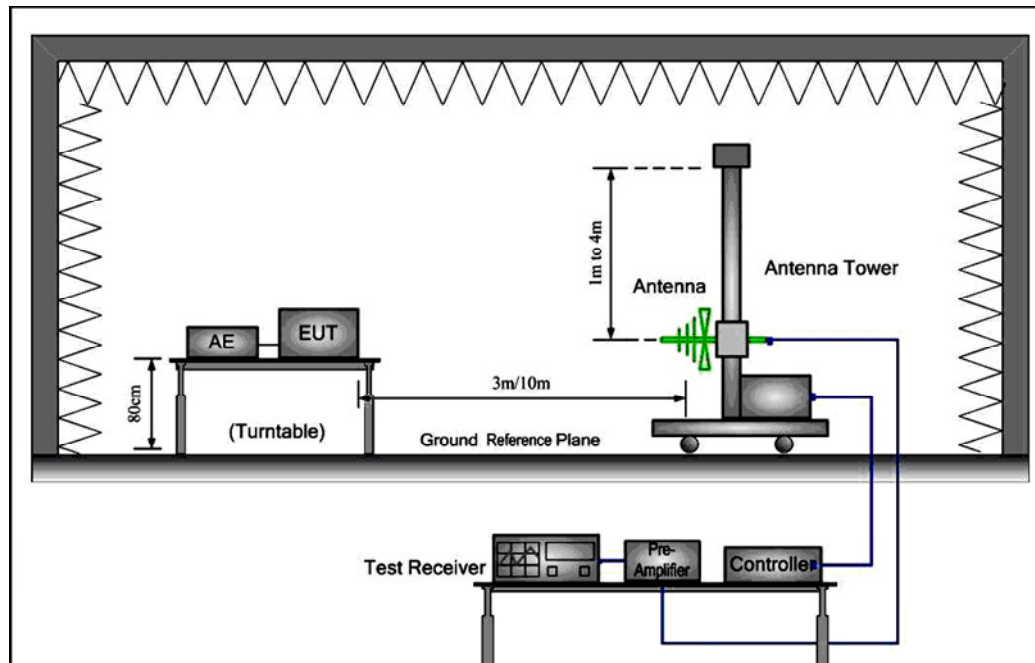 1m to 4m
Antenna Tower
Antenna
AE
EUT
3m/10m
80cm
(Turntable)
Ground Reference Plane
Test Receiver
Pre-
Amplifier
Controller